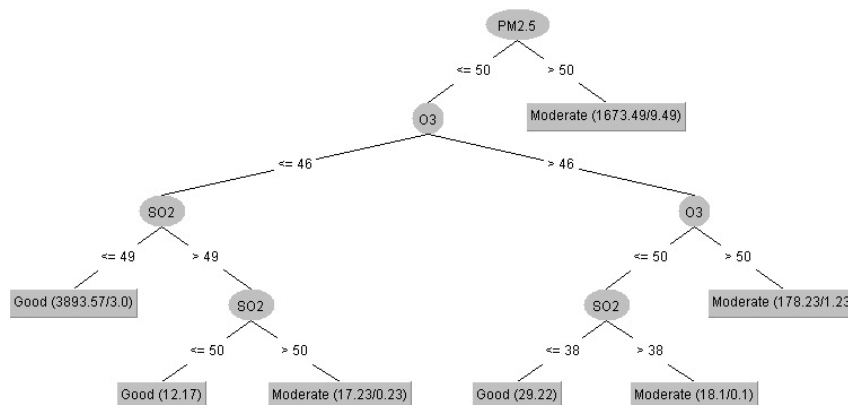 PM2.5
<= 50 > 50
O3 Moderate (1673.49/9.49)
<= 46 > 46
SO2 O3
<= 49 > 49 <= 50 > 50
Good (3893.57/3.0) SO2 SO2 Moderate (178.23/1.23
<= 50 > 50 <= 38 > 38
Good (12.17) Moderate (17.23/0.23) Good (29.22) Moderate (18.1/0.1)